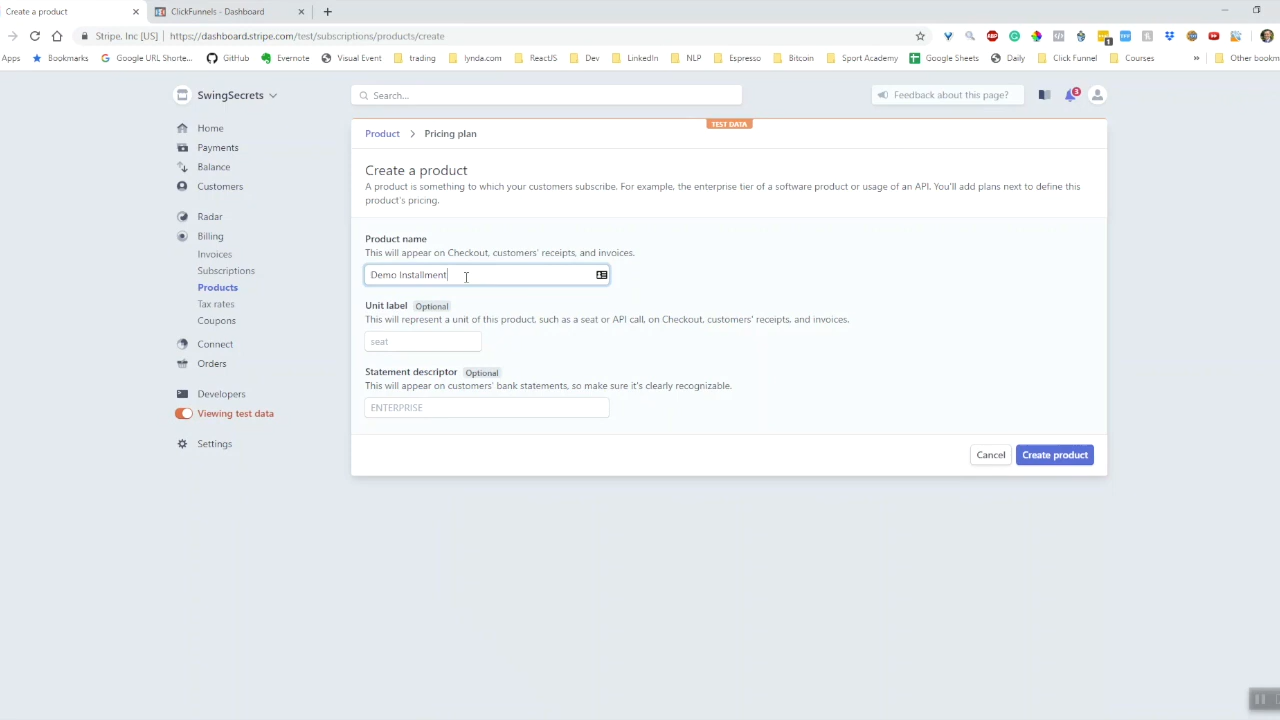 Create a product
ClickFunnels - Dashboard
Stripe, Inc [US] | https://dashboard.stripe.com/test/subscriptions/products/create
Apps Bookmarks Google URL Shorte... GitHub Evernote Visual Event Prding lynda.com ReactJS Dev LinkedIn NLP Espresso Bitcoin Sport Academy Google Sheets Daily Click Funnel Courses » Other bookm
SwingSecrets
Search...
Feedback about this page?
3
TEST DATA
Home
Payments
Balance
Customers
Radar
Billing
Invoices
Subscriptions
Products
Tax rates
Coupons
Connect
Orders
Developers
Viewing test data
Settings
Product > Pricing plan
Create a product
A product is something to which your customers subscribe. For example, the enterprise tier of a software product or usage of an API. You'll add plans next to define this
product's pricing.
Product name
This will appear on Checkout, customers' receipts, and invoices.
Demo Installment
Unit label Optional
This will represent a unit of this product, such as a seat or API call, on Checkout, customers' receipts, and invoices.
seat
Statement descriptor Optional
This will appear on customers' bank statements, so make sure it's clearly recognizable.
ENTERPRISE
Cancel
Create product